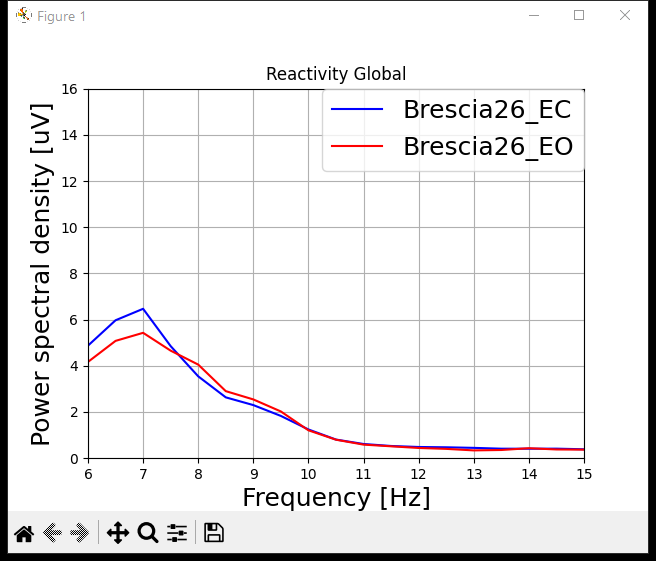 Figure 1
Reactivity Global
Brescia26_EC
Brescia26_EO
Power spectral density [uV]
16
14
12
10
8
6
4
2
0
6 7 8 9 10 11 12 13 14 15
Frequency [Hz]